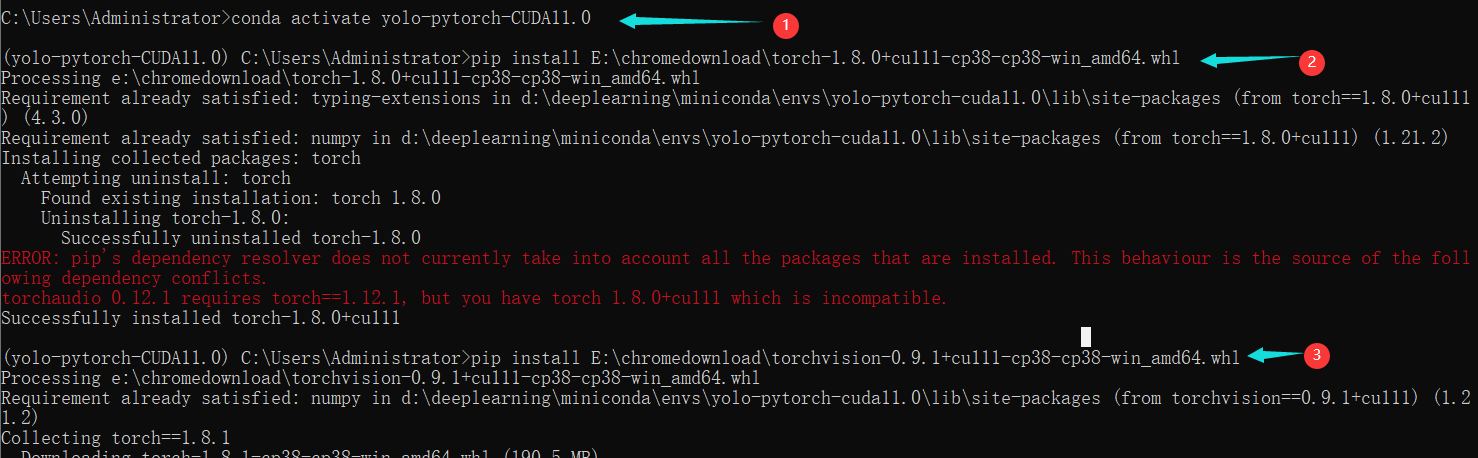 C:\Users\Administrator>conda activate yolo-pytorch-CUDA11.0
1
(yolo-pytorch-CUDA11.0) C:\Users\Administrator>pip install E:\chromedownload\torch-1.8.0+cu111-cp38-cp38-win_amd64.whl
2
Processing e:\chromedownload\torch-1.8.0+cu111-cp38-cp38-win_amd64.whl
Requirement already satisfied: typing-extensions in d:\deeplearning\miniconda\envs\yolo-pytorch-cuda11.0\lib\site-packages (from torch==1.8.0+cu111
) (4.3.0)
Requirement already satisfied: numpy in d:\deeplearning\miniconda\envs\yolo-pytorch-cuda11.0\lib\site-packages (from torch==1.8.0+cu111) (1.21.2)
Installing collected packages: torch
Attempting uninstall: torch
Found existing installation: torch 1.8.0
Uninstalling torch-1.8.0:
Successfully uninstalled torch-1.8.0
ERROR: pip's dependency resolver does not currently take into account all the packages that are installed. This behaviour is the source of the foll
owing dependency conflicts.
torchaudio 0.12.1 requires torch==1.12.1, but you have torch 1.8.0+cu111 which is incompatible.
Successfully installed torch-1.8.0+cu111
(yolo-pytorch-CUDA11.0) C:\Users\Administrator>pip install E:\chromedownload\torchvision-0.9.1+cu111-cp38-cp38-win_amd64.whl
3
Processing e:\chromedownload\torchvision-0.9.1+cu111-cp38-cp38-win_amd64.whl
Requirement already satisfied: numpy in d:\deeplearning\miniconda\envs\yolo-pytorch-cuda11.0\lib\site-packages (from torchvision==0.9.1+cu111) (1.2
1.2)
Collecting torch==1.8.1
Downloading torch-1.8.1-cp38-cp38-win_amd64.whl (190.5 MB)